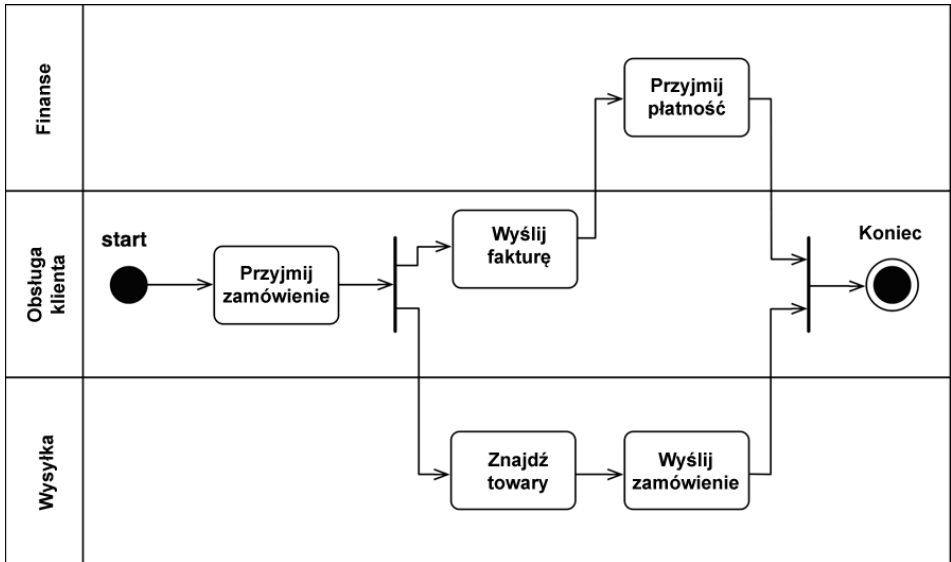 Finanse
Przyjmij
płatność
Obsługa
klienta
start
Przyjmij
zamówienie
Wyślij
fakturę
Koniec
Wysyłka
Znajdź
towary
Wyślij
zamówienie